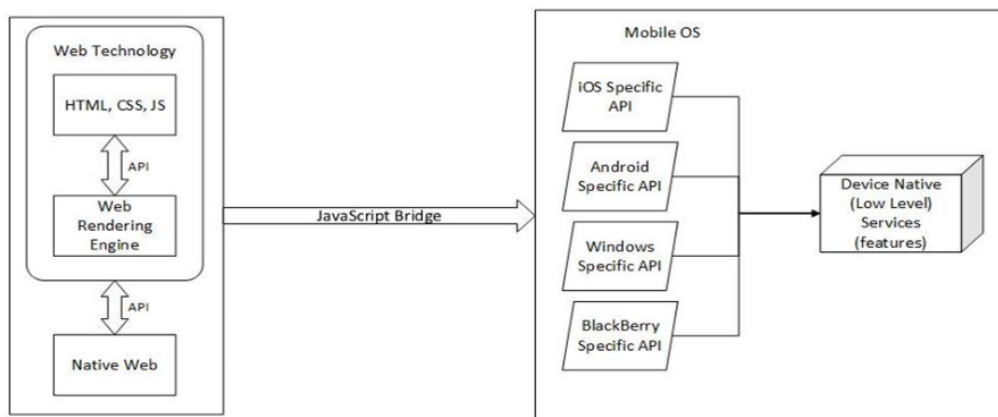 Web Technology
HTML, CSS, JS
API
Web
Rendering
Engine
API
Native Web
JavaScript Bridge
Mobile OS
iOS Specific
API
Android
Specific API
Windows
Specific API
BlackBerry
Specific API
Device Native
(Low Level)
Services
(features)